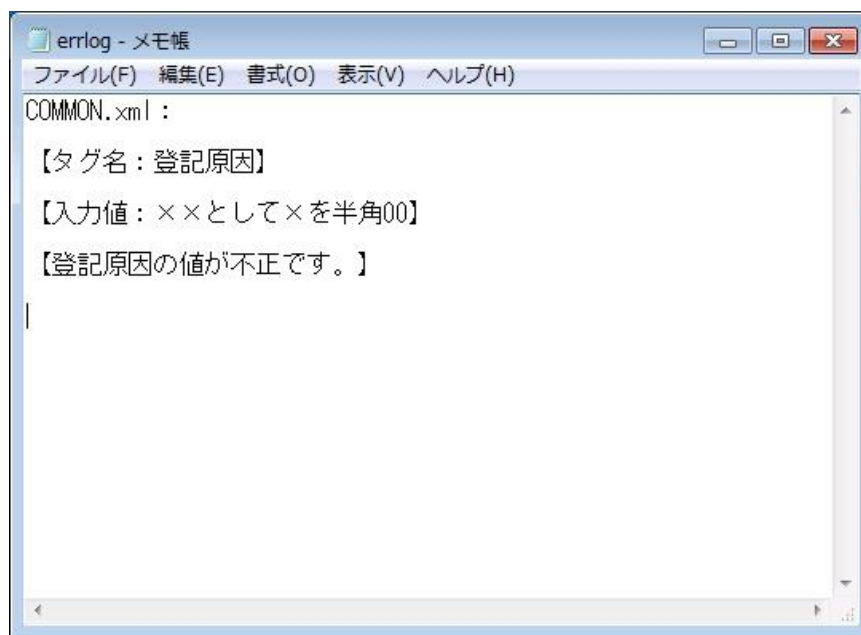 errlog - メモ帳
ファイル(F) 編集(E) 書式(O) 表示(V) ヘルプ(H)
COMMON.xml：
【タグ名：登記原因】
【入力値：××として×を半角00】
【登記原因の値が不正です。】